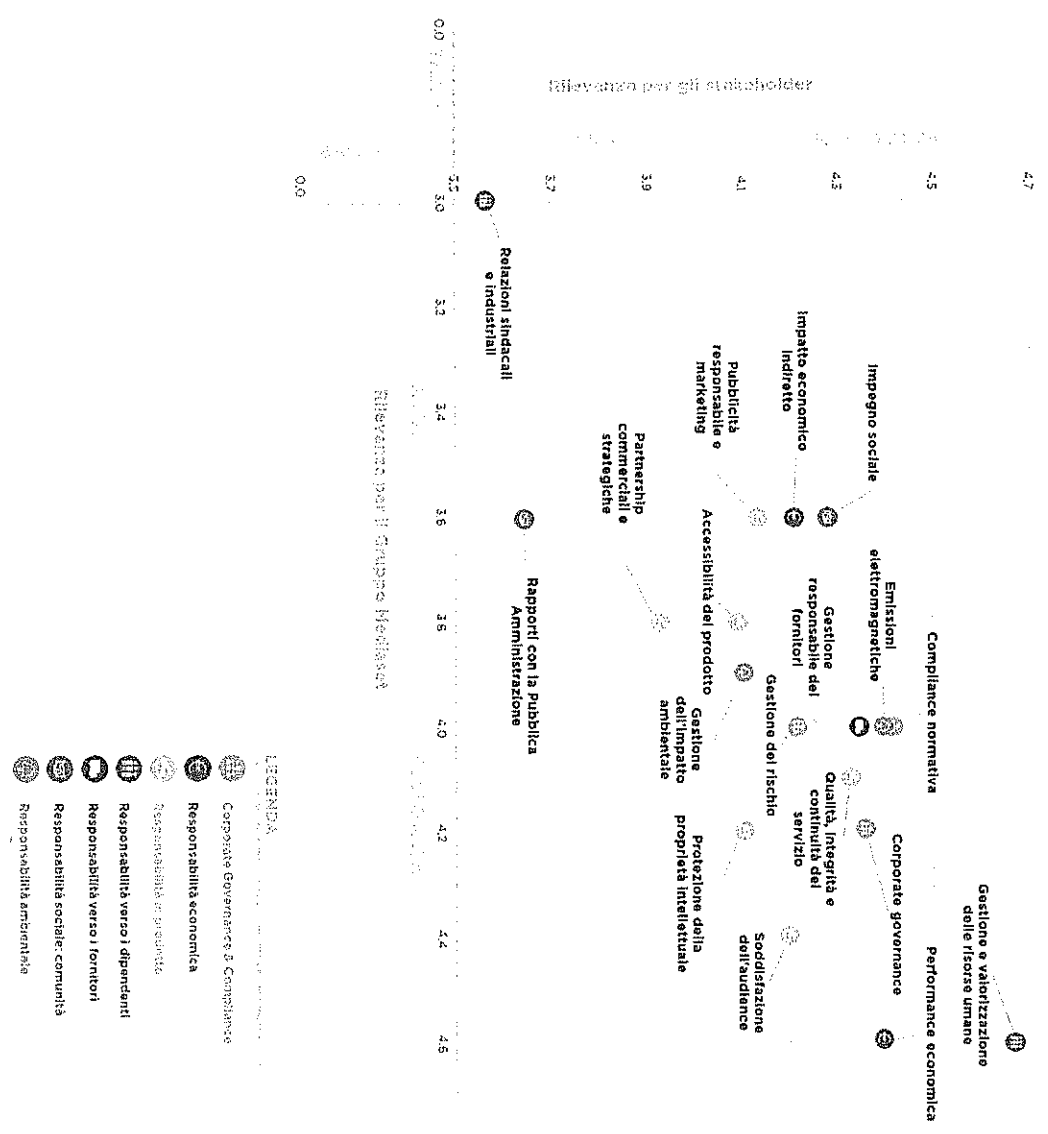 Rilevanza per gli stakeholder
4.7
4.5
4.3
4.1
3.9
3.7
3.5
0.0
0.0
3.0
3.2
3.4
3.6
3.8
4.0
4.2
4.4
4.6
Rilevanza per il Gruppo Mediaset
Gestione e valorizzazione
delle risorse umane
Performance economica
Compliance normativa
Corporate governance
Emissioni
elettromagnetiche
Impegno sociale
Impatto economico
indiretto
Gestione
responsabile dei
fornitori
Qualità, integrità e
continuità del
servizio
Pubblicità
responsabile e
marketing
Gestione del rischio
Soddisfazione
dell'audience
Accessibilità del prodotto
Gestione
dell'impatto
ambientale
Protezione della
proprietà intellettuale
Partnership
commerciali e
strategiche
Rapporti con la Pubblica
Amministrazione
Relazioni sindacali
e industriali
LEGENDA
Corporate Governance & Compliance
Responsabilità economica
Responsabilità di prodotto
Responsabilità verso i dipendenti
Responsabilità verso i fornitori
Responsabilità sociale: comunità
Responsabilità ambientale